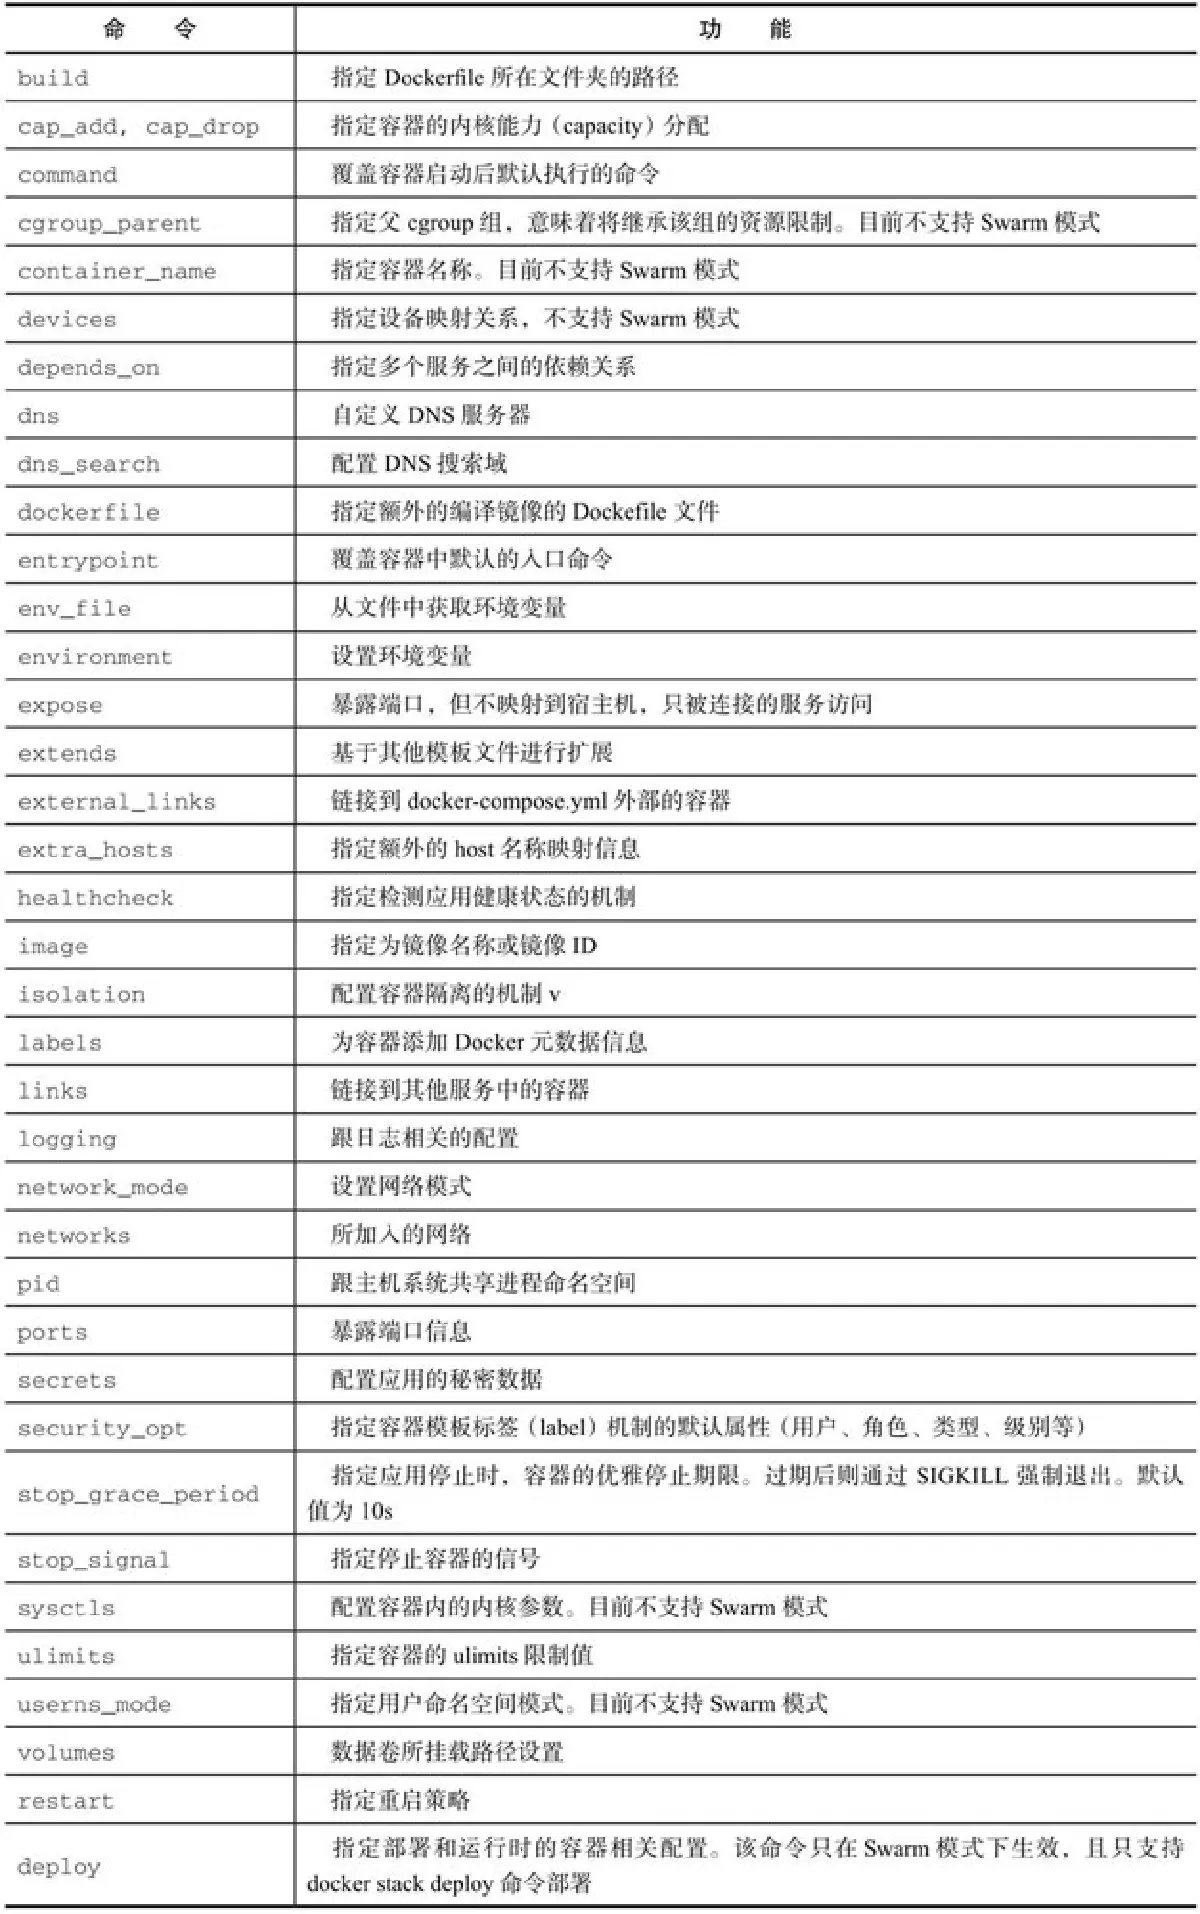 命 令 功 能
build 指定 Dockerfile 所在文件夹的路径
cap_add, cap_drop 指定容器的内核能力（capacity）分配
command 覆盖容器启动后默认执行的命令
cgroup_parent 指定父 cgroup 组，意味着将继承该组的资源限制。目前不支持 Swarm 模式
container_name 指定容器名称。目前不支持 Swarm 模式
devices 指定设备映射关系，不支持 Swarm 模式
depends_on 指定多个服务之间的依赖关系
dns 自定义 DNS 服务器
dns_search 配置 DNS 搜索域
dockerfile 指定额外的编译镜像的 Dockefile 文件
entrypoint 覆盖容器中默认的入口命令
env_file 从文件中获取环境变量
environment 设置环境变量
expose 暴露端口，但不映射到宿主机，只被连接的服务访问
extends 基于其他模板文件进行扩展
external_links 链接到 docker-compose.yml 外部的容器
extra_hosts 指定额外的 host 名称映射信息
healthcheck 指定检测应用健康状态的机制
image 指定为镜像名称或镜像 ID
isolation 配置容器隔离的机制 v
labels 为容器添加 Docker 元数据信息
links 链接到其他服务中的容器
logging 跟日志相关的配置
network_mode 设置网络模式
networks 所加入的网络
pid 跟主机系统共享进程命名空间
ports 暴露端口信息
secrets 配置应用的秘密数据
security_opt 指定容器模板标签（label）机制的默认属性（用户、角色、类型、级别等）
stop_grace_period 指定应用停止时，容器的优雅停止期限。过期后则通过 SIGKILL 强制退出。默认
值为 10s
stop_signal 指定停止容器的信号
sysctls 配置容器内的内核参数。目前不支持 Swarm 模式
ulimits 指定容器的 ulimits 限制值
userns_mode 指定用户命名空间模式。目前不支持 Swarm 模式
volumes 数据卷所挂载路径设置
restart 指定重启策略
deploy 指定部署和运行时的容器相关配置。该命令只在 Swarm 模式下生效，且只支持
docker stack deploy 命令部署